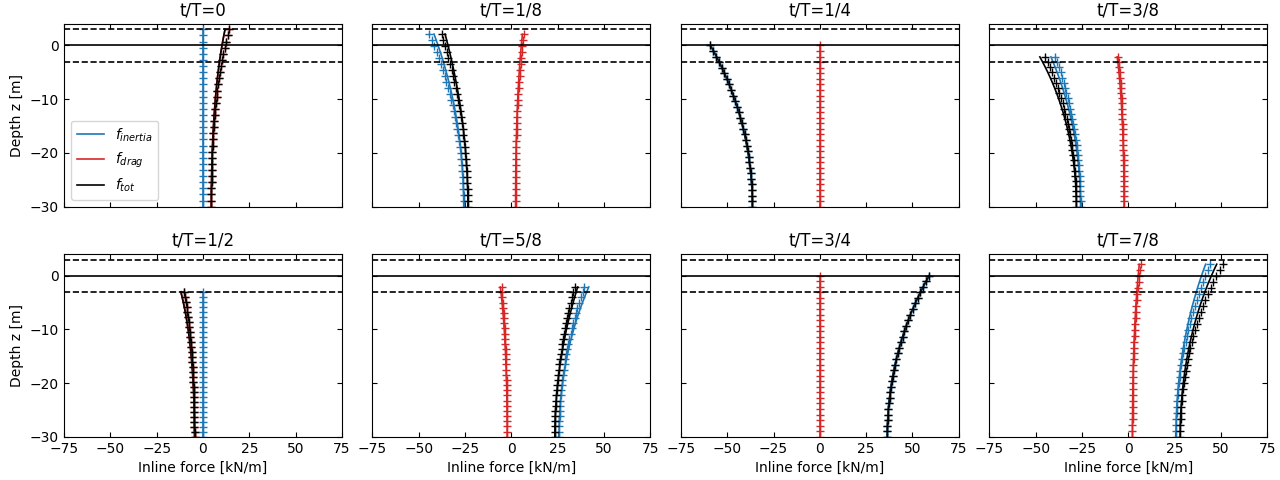 t/T=0
t/T=1/8
t/T=1/4
t/T=3/8
Depth z [m]
0
−10
−20
−30
f_inertia
f_drag
f_tot
t/T=1/2
t/T=5/8
t/T=3/4
t/T=7/8
Depth z [m]
0
−10
−20
−30
−75 −50 −25 0 25 50 75
−75 −50 −25 0 25 50 75
−75 −50 −25 0 25 50 75
−75 −50 −25 0 25 50 75
Inline force [kN/m]
Inline force [kN/m]
Inline force [kN/m]
Inline force [kN/m]